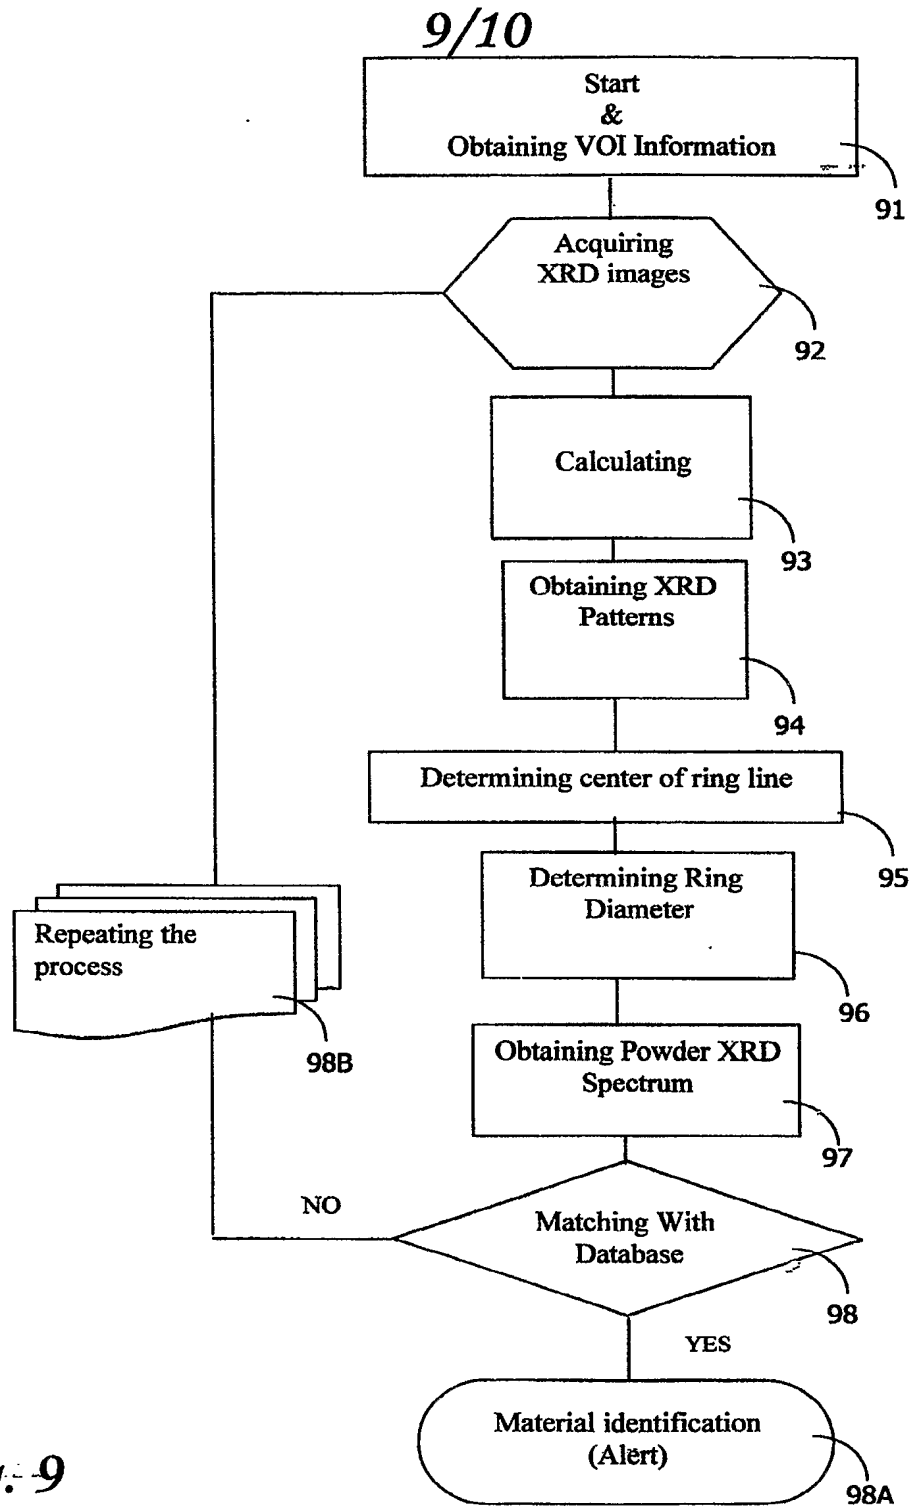 9/10
Start
&
Obtaining VOI Information
91
Acquiring
XRD images
92
Calculating
93
Obtaining XRD
Patterns
94
Determining center of ring line
95
Determining Ring
Diameter
96
Repeating the
process
98B
Obtaining Powder XRD
Spectrum
97
NO
Matching With
Database
98
YES
Material identification
(Alert)
98A
9